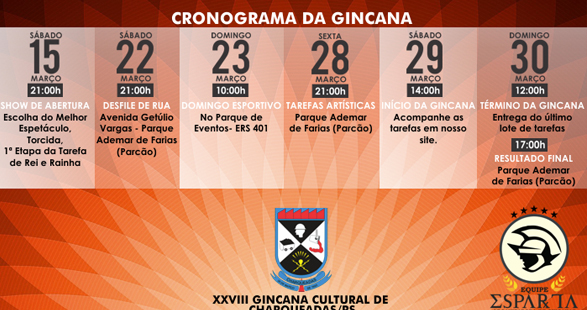 CRONOGRAMA DA GINCANA
SÁBADO
15
MARÇO
21:00h
SHOW DE ABERTURA
Escolha do Melhor
Espetáculo,
Torcida,
1ª Etapa da Tarefa
de Rei e Rainha
SÁBADO
22
MARÇO
21:00h
DESFILE DE RUA
Avenida Getúlio
Vargas - Parque
Ademar de Farias
(Parcão)
DOMINGO
23
MARÇO
10:00h
DOMINGO ESPORTIVO
No Parque de
Eventos- ERS 401
SEXTA
28
MARÇO
21:00h
TAREFAS ARTÍSTICAS
Parque Ademar
de Farias (Parcão)
SÁBADO
29
MARÇO
14:00h
INÍCIO DA GINCANA
Acompanhe as
tarefas em nosso
site.
DOMINGO
30
MARÇO
12:00h
TÉRMINO DA GINCANA
Entrega do último
lote de tarefas
17:00h
RESULTADO FINAL
Parque Ademar
de Farias (Parcão)
XXVIII GINCANA CULTURAL DE
CHARQUEADAS/RS
EQUIPE
ESPARTA